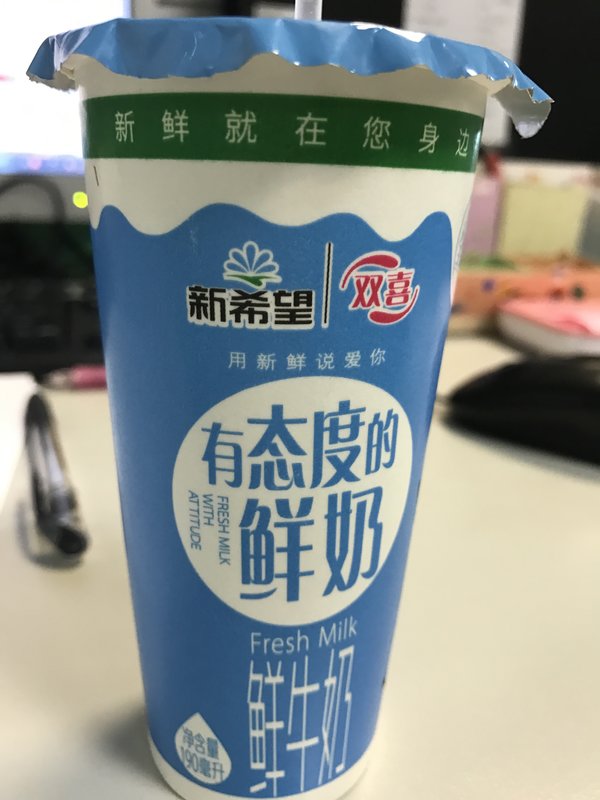 新鲜就在您身边
新希望
双喜
用新鲜说爱你
有态度的
鲜奶
FRESH MILK
WITH
ATTITUDE
Fresh Milk
鲜牛奶
净含量
190毫升